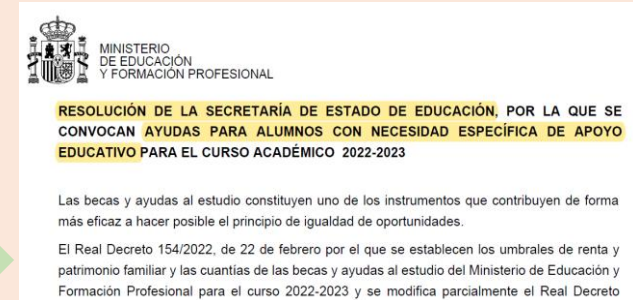 MINISTERIO
DE EDUCACIÓN
Y FORMACIÓN PROFESIONAL
RESOLUCIÓN DE LA SECRETARÍA DE ESTADO DE EDUCACIÓN, POR LA QUE SE
CONVOCAN AYUDAS PARA ALUMNOS CON NECESIDAD ESPECÍFICA DE APOYO
EDUCATIVO PARA EL CURSO ACADÉMICO 2022-2023
Las becas y ayudas al estudio constituyen uno de los instrumentos que contribuyen de forma
más eficaz a hacer posible el principio de igualdad de oportunidades.
El Real Decreto 154/2022, de 22 de febrero por el que se establecen los umbrales de renta y
patrimonio familiar y las cuantías de las becas y ayudas al estudio del Ministerio de Educación y
Formación Profesional para el curso 2022-2023 y se modifica parcialmente el Real Decreto